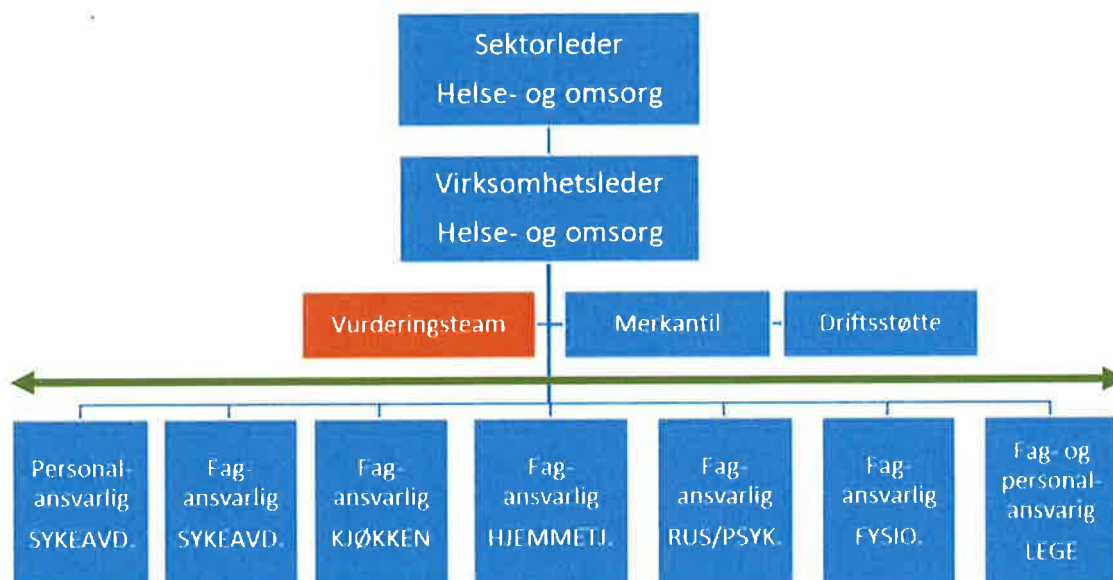 Sektorleder
Helse- og omsorg
Virksomhetsleder
Helse- og omsorg
Vurderingsteam
Merkantil
Driftsstøtte
Personal-
ansvarlig
SYKEAVD.
Fag-
ansvarlig
SYKEAVD.
Fag-
ansvarlig
KJØKKEN
Fag-
ansvarlig
HJEMMETJ.
Fag-
ansvarlig
RUS/PSYK.
Fag-
ansvarlig
FYSIO.
Fag- og
personal-
ansvarig
LEGE